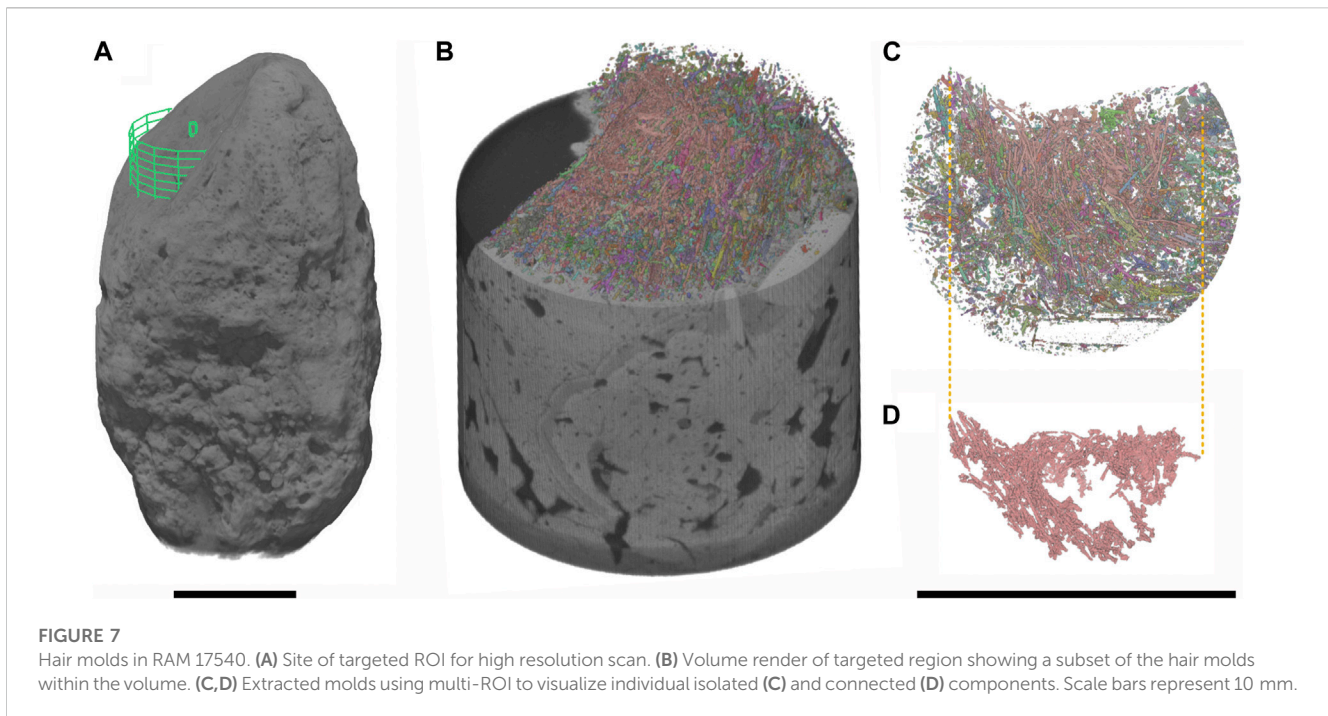 A
B
C
D
FIGURE 7
Hair molds in RAM 17540. (A) Site of targeted ROI for high resolution scan. (B) Volume render of targeted region showing a subset of the hair molds
within the volume. (C,D) Extracted molds using multi-ROI to visualize individual isolated (C) and connected (D) components. Scale bars represent 10 mm.